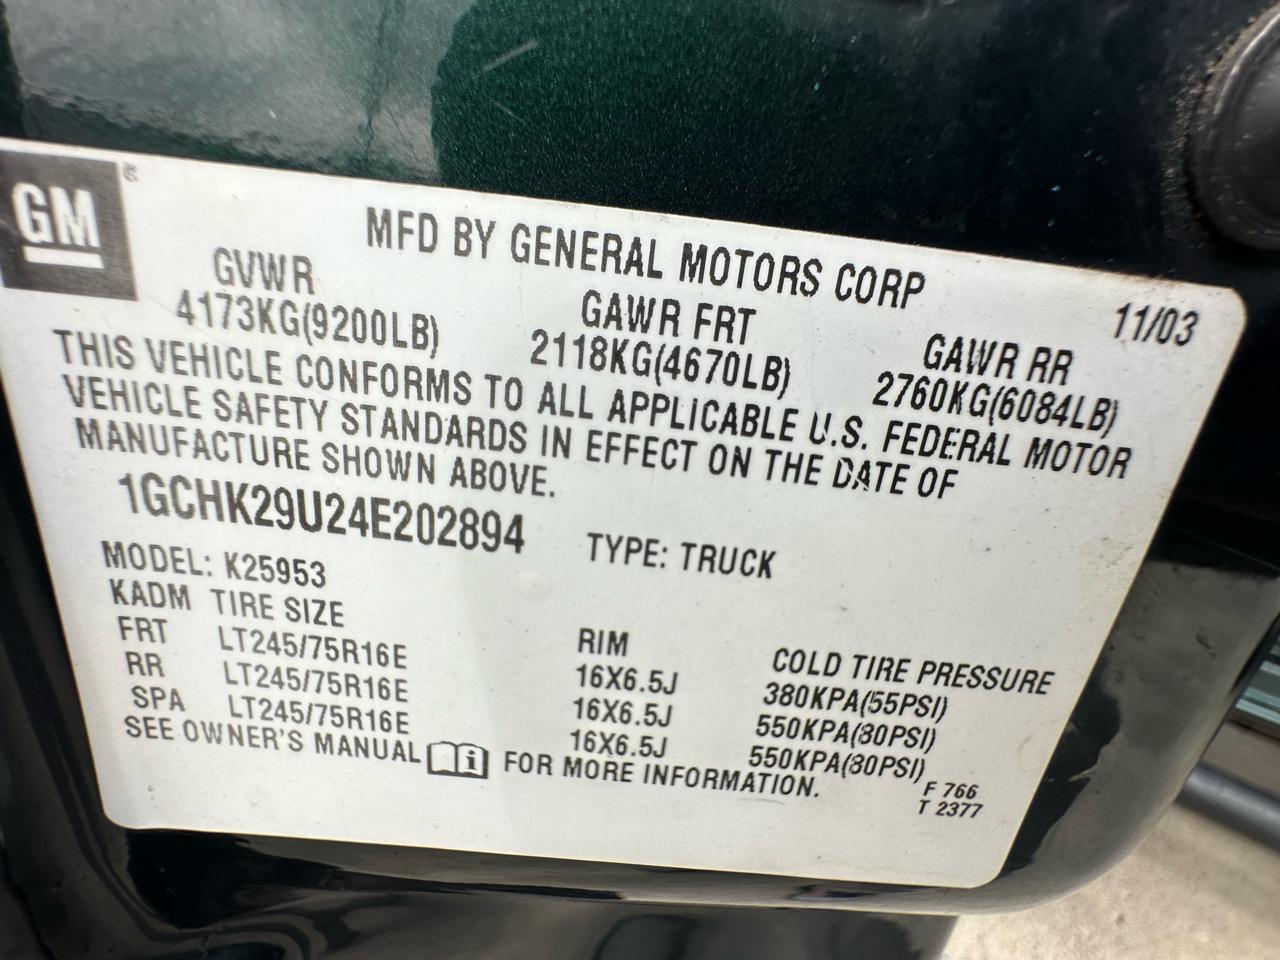 GM®
MFD BY GENERAL MOTORS CORP
11/03
GVWR
4173KG(9200LB)
GAWR FRT
2118KG(4670LB)
GAWR RR
2760KG(6084LB)
THIS VEHICLE CONFORMS TO ALL APPLICABLE U.S. FEDERAL MOTOR
VEHICLE SAFETY STANDARDS IN EFFECT ON THE DATE OF
MANUFACTURE SHOWN ABOVE.
1GCHK29U24E202894 TYPE: TRUCK
MODEL: K25953
KADM TIRE SIZE RIM COLD TIRE PRESSURE
FRT LT245/75R16E 16X6.5J 380KPA(55PSI)
RR LT245/75R16E 16X6.5J 550KPA(80PSI)
SPA LT245/75R16E 16X6.5J 550KPA(80PSI)
SEE OWNER'S MANUAL i FOR MORE INFORMATION.
F 766
T 2377